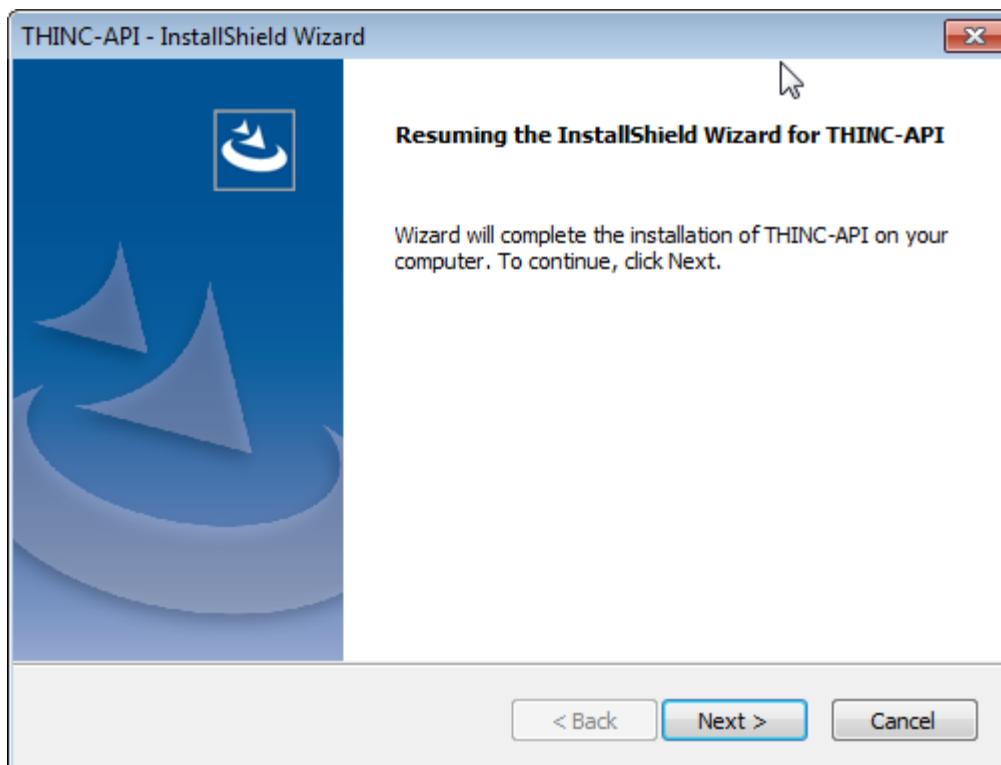 THINC-API - InstallShield Wizard
Resuming the InstallShield Wizard for THINC-API
Wizard will complete the installation of THINC-API on your
computer. To continue, click Next.
< Back
Next >
Cancel